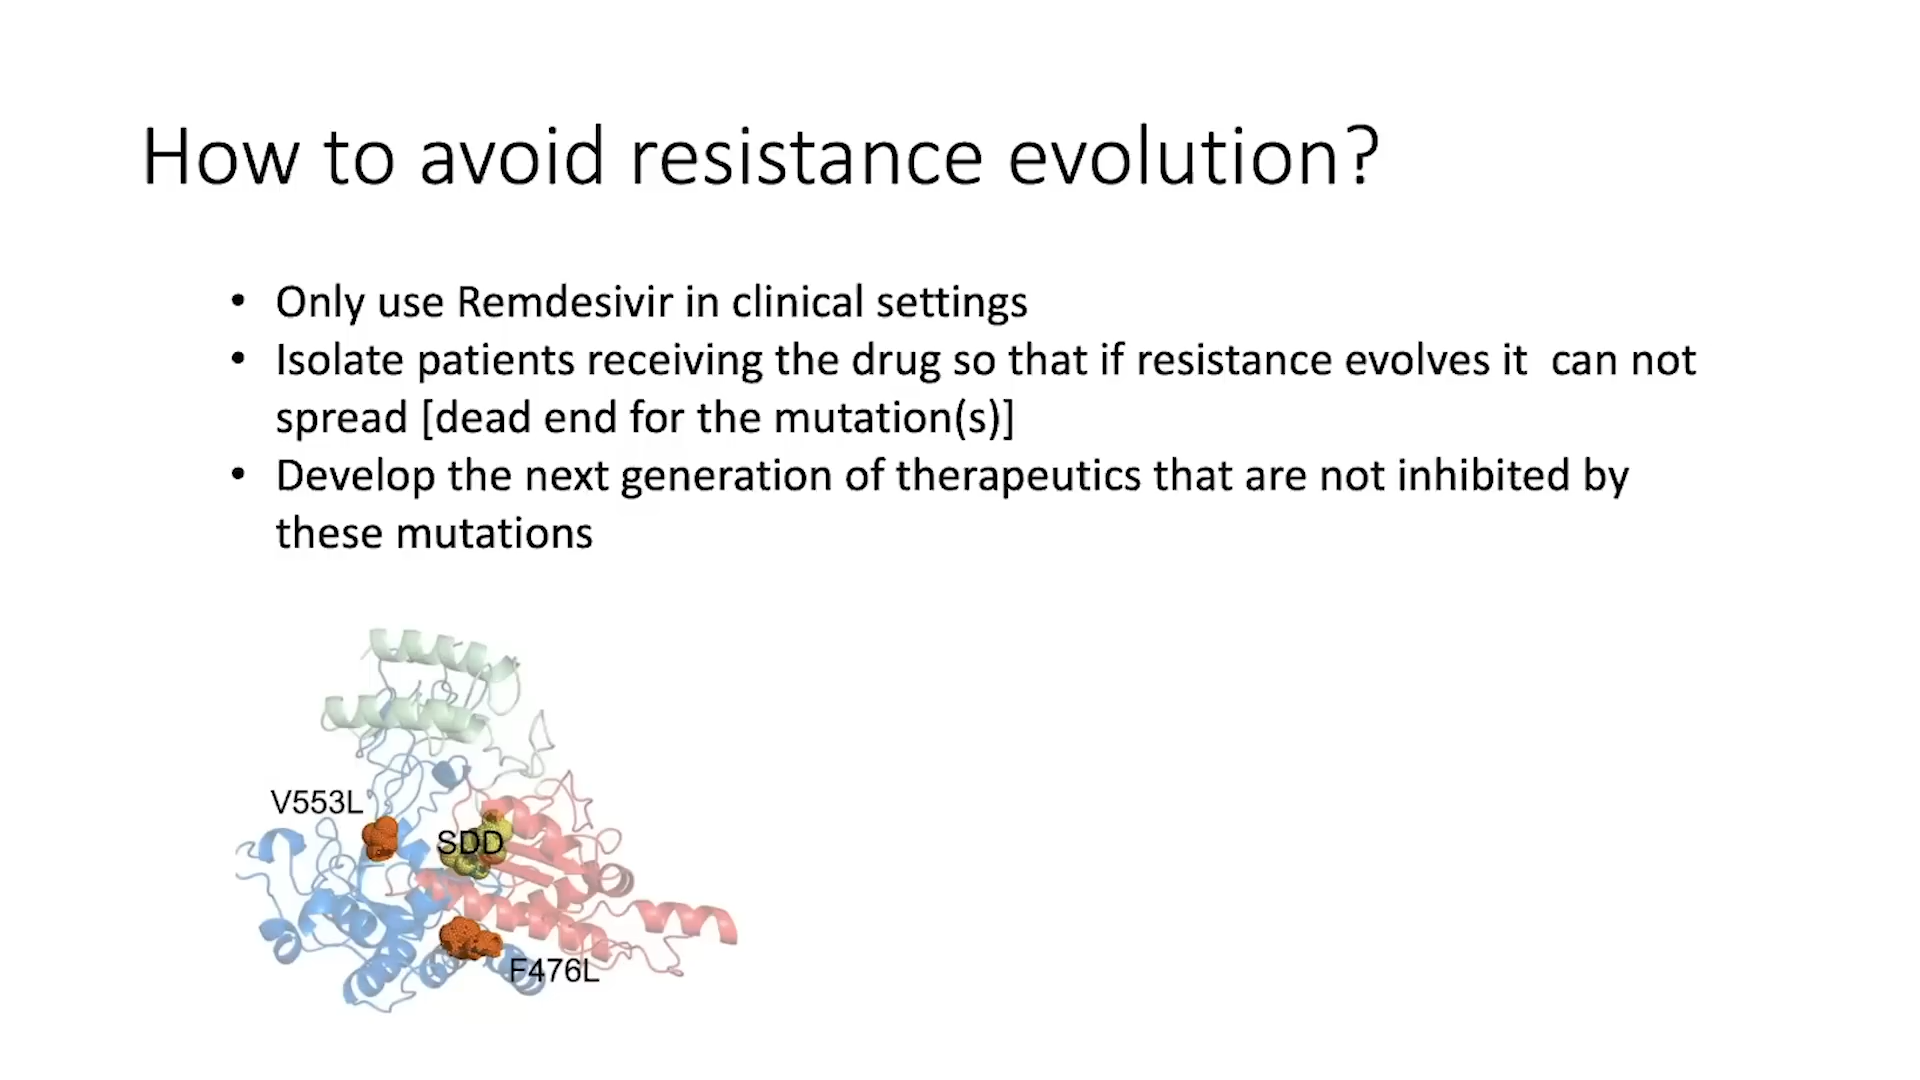 How to avoid resistance evolution?
• Only use Remdesivir in clinical settings
• Isolate patients receiving the drug so that if resistance evolves it  can not
spread [dead end for the mutation(s)]
• Develop the next generation of therapeutics that are not inhibited by
these mutations
V553L
SDD
F476L